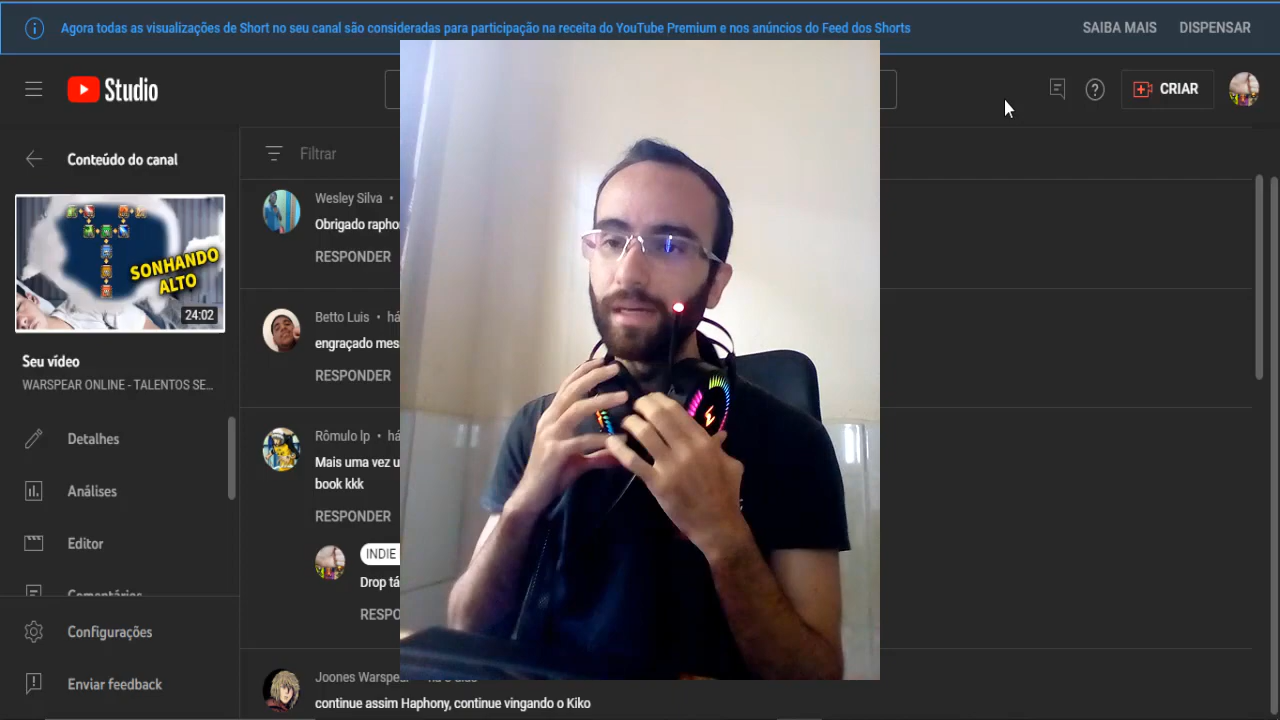 Agora todas as visualizações de Short no seu canal são consideradas para participação na receita do YouTube Premium e nos anúncios do Feed dos Shorts
SAIBA MAIS
DISPENSAR
Studio
CRIAR
Conteúdo do canal
SONHANDO
ALTO
24:02
Seu vídeo
WARSPEAR ONLINE - TALENTOS SE...
Detalhes
Análises
Editor
Comentários
Configurações
Enviar feedback
Filtrar
Wesley Silva •
Obrigado
RESPONDER
Betto Luis • há
engraçado
RESPONDER
Rômulo lp • há
Mais uma vez
book kkk
RESPONDER
INDIE
Drop tá
Joones
continue assim Haphony, continue vingando o Kiko